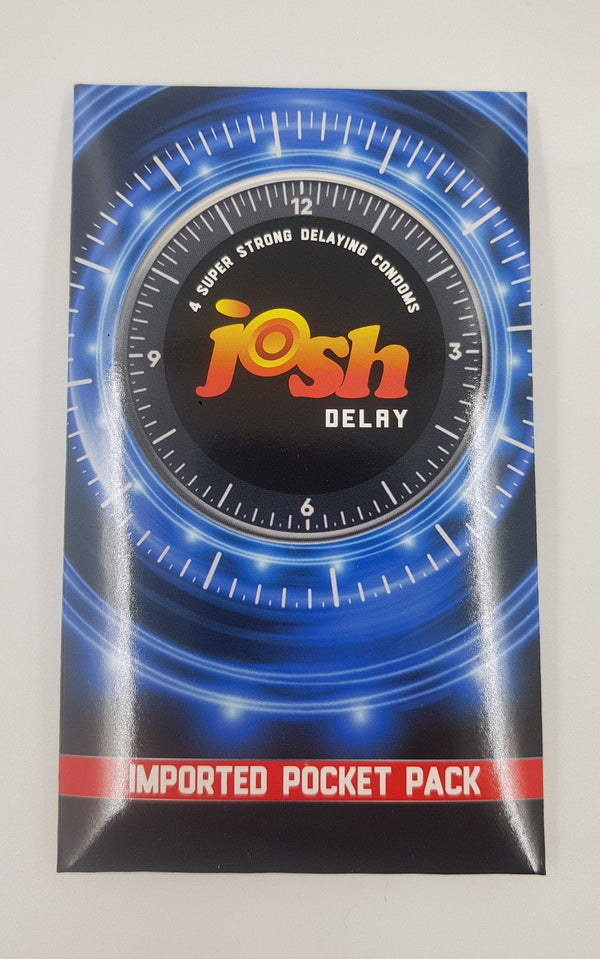 12
4 SUPER STRONG DELAYING CONDOMS
josh
9
3
DELAY
6
IMPORTED POCKET PACK